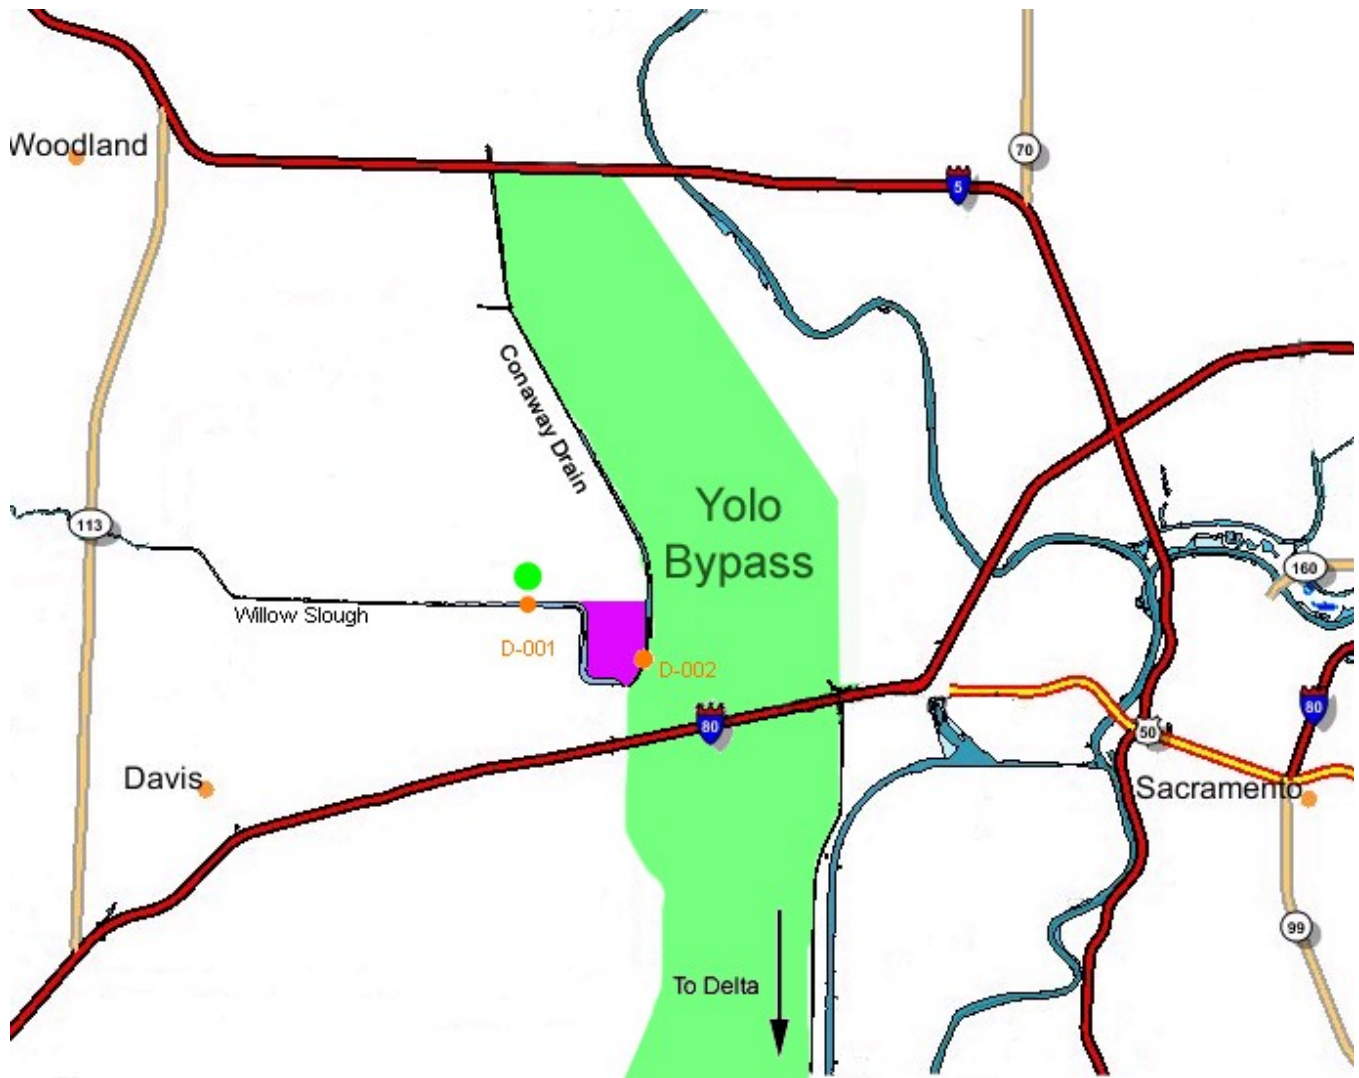 Woodland
70
5
Conaway Drain
Yolo
Bypass
113
160
Willow Slough
D-001
D-002
80
80
50
Davis
Sacramento
99
To Delta